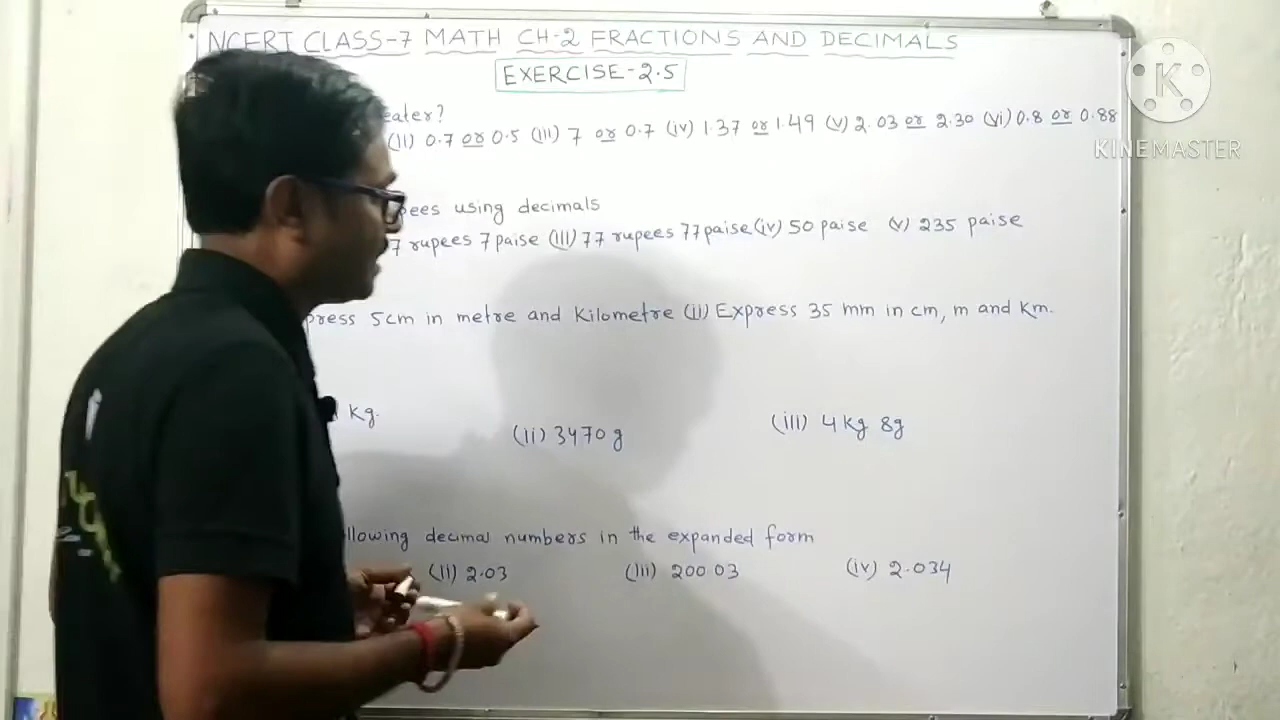 NCERT CLASS-7 MATH CH-2 FRACTIONS AND DECIMALS
EXERCISE-2.5
eater?
(II) 0.7 or 0.5 (III) 7 or 0.7 (iv) 1.37 or 1.49 (v) 2.03 or 2.30 (vi) 0.8 or 0.88
K
KINEMASTER
pees using decimals
7 rupees 7 paise (III) 77 rupees 77 paise (iv) 50 paise (v) 235 paise
press 5cm in metre and Kilometre (ii) Express 35 mm in cm, m and Km.
Kg.
(ii) 3470 g
(iii) 4 Kg 8g
llowing decimal numbers in the expanded form
(II) 2.03
(III) 200.03
(iv) 2.034